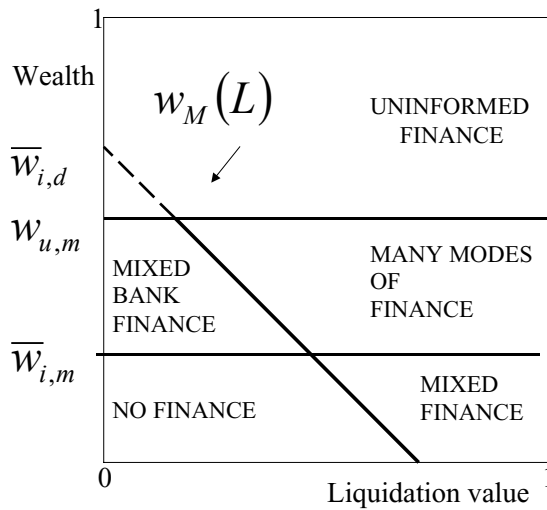 1
Wealth
w_M(L)
UNINFORMED
FINANCE
w̅_{i,d}
w_{u,m}
MIXED
BANK
FINANCE
MANY MODES
OF
FINANCE
w̅_{i,m}
NO FINANCE
MIXED
FINANCE
0
1
Liquidation value